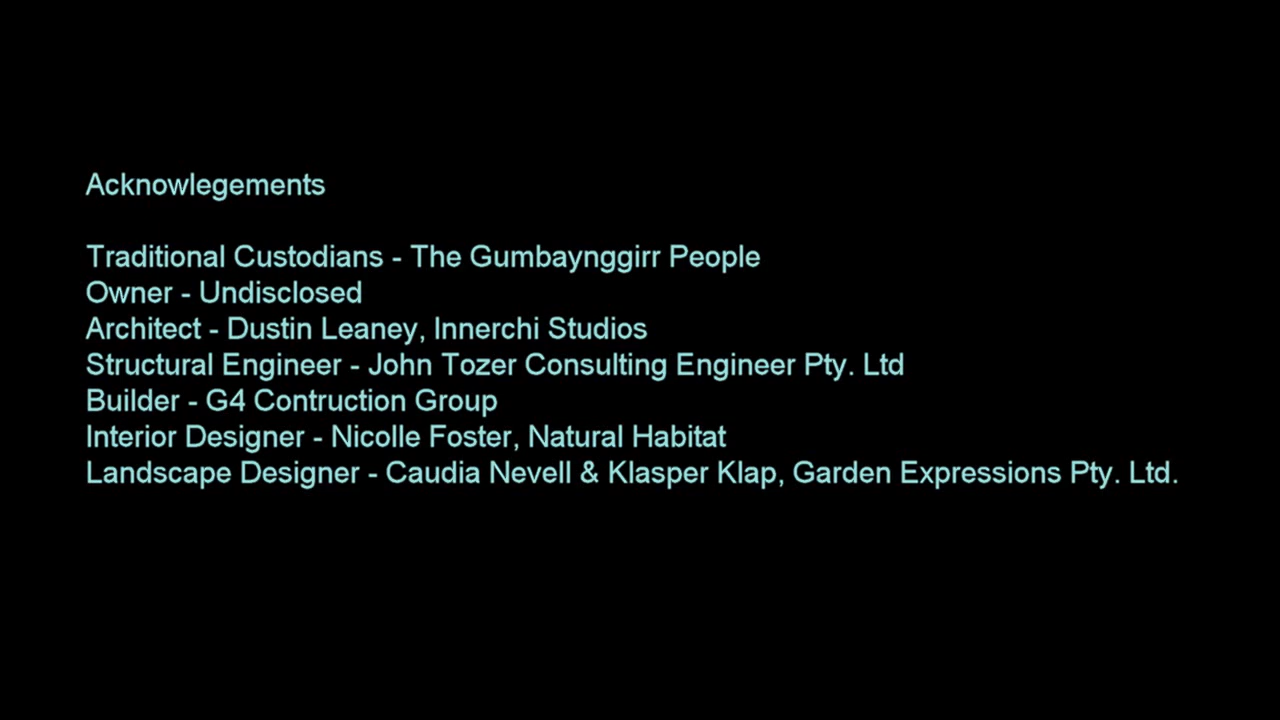 Acknowlegements
Traditional Custodians - The Gumbaynggirr People
Owner - Undisclosed
Architect - Dustin Leaney, Innerchi Studios
Structural Engineer - John Tozer Consulting Engineer Pty. Ltd
Builder - G4 Contruction Group
Interior Designer - Nicolle Foster, Natural Habitat
Landscape Designer - Caudia Nevell & Klasper Klap, Garden Expressions Pty. Ltd.